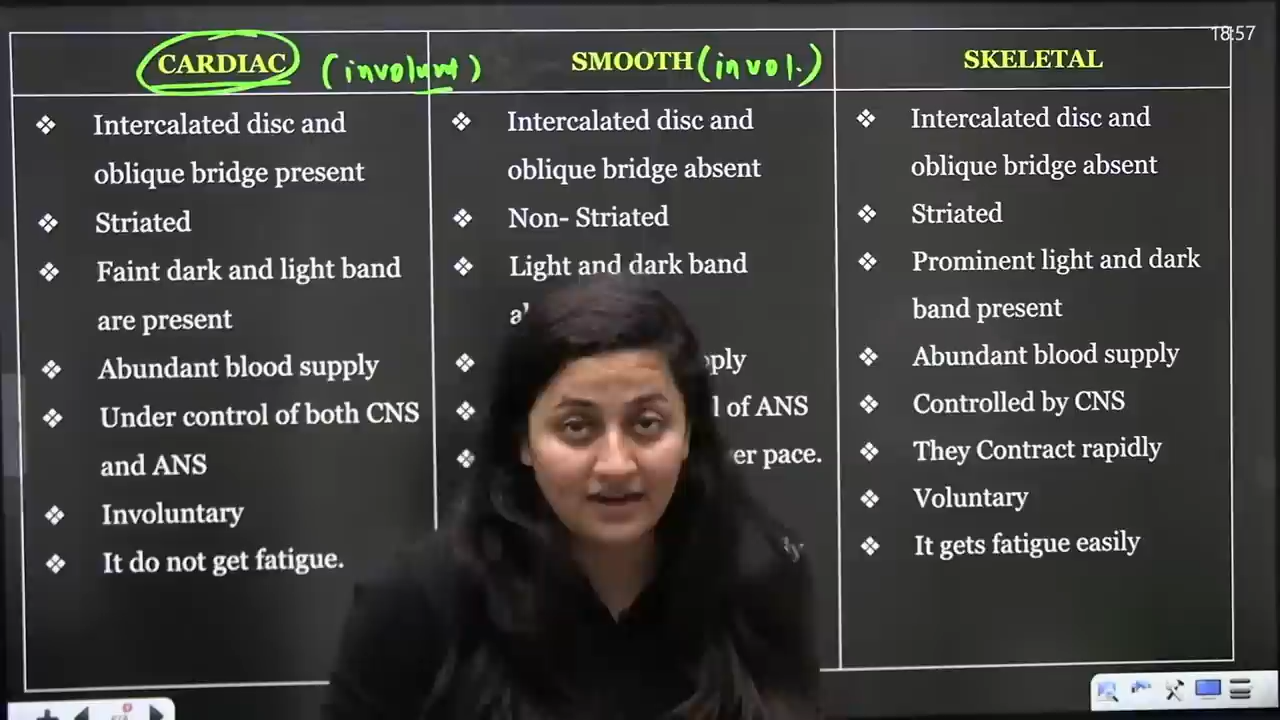 18:57
CARDIAC (involunt)
Intercalated disc and
oblique bridge present
Striated
Faint dark and light band
are present
Abundant blood supply
Under control of both CNS
and ANS
Involuntary
It do not get fatigue.
SMOOTH (invol.)
Intercalated disc and
oblique bridge absent
Non- Striated
Light and dark band
of ANS
pace.
SKELETAL
Intercalated disc and
oblique bridge absent
Striated
Prominent light and dark
band present
Abundant blood supply
Controlled by CNS
They Contract rapidly
Voluntary
It gets fatigue easily